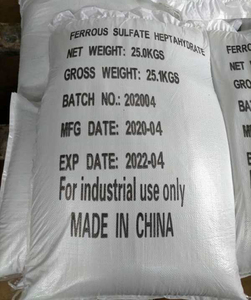 FERROUS SULFATE HEPTAHYDRATE
NET WEIGHT: 25.0KGS
GROSS WEIGHT: 25.1KGS
BATCH NO.: 202004
MFG DATE: 2020-04
EXP DATE: 2022-04
For industrial use only
MADE IN CHINA